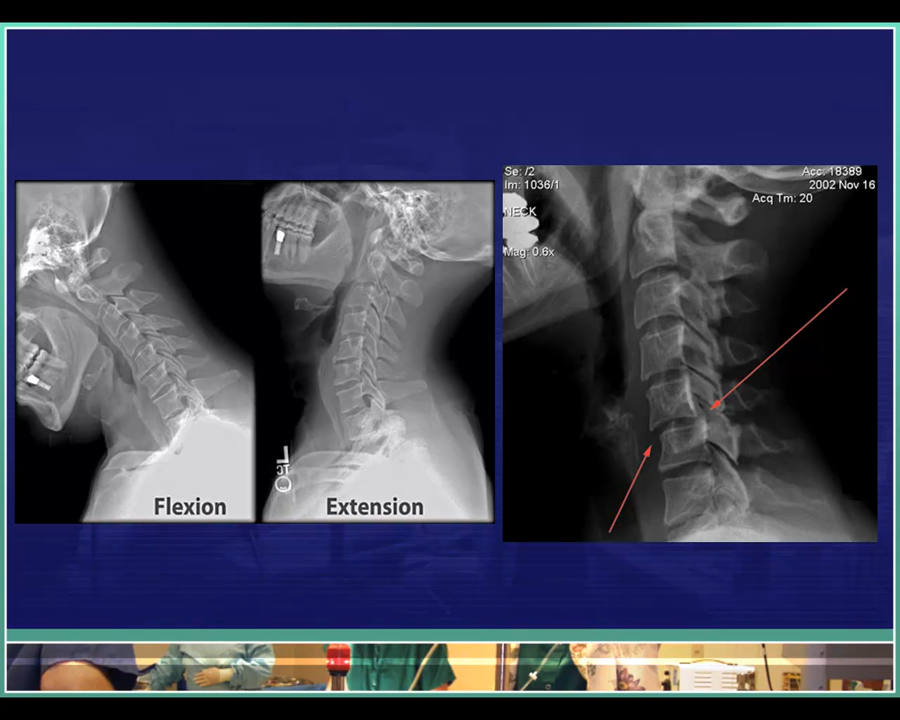 Flexion
Extension
L
Se: /2
Im: 1036/1
Acc: 18389
2002 Nov 16
Acq Tm: 20
NECK
Mag: 0.6x